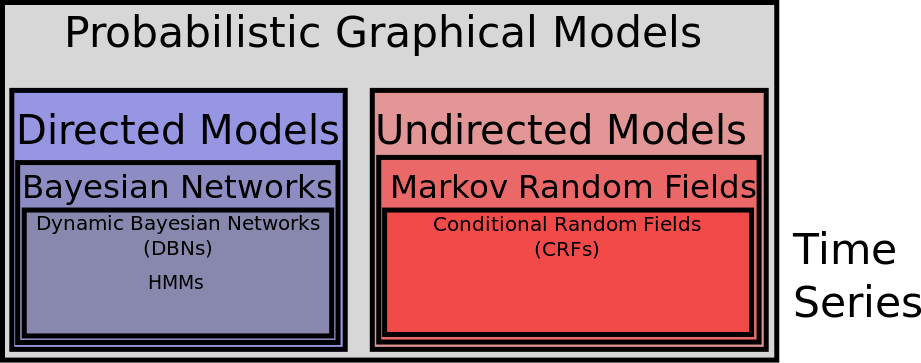 Probabilistic Graphical Models
Directed Models
Bayesian Networks
Dynamic Bayesian Networks
(DBNs)
HMMs
Undirected Models
Markov Random Fields
Conditional Random Fields
(CRFs)
Time
Series